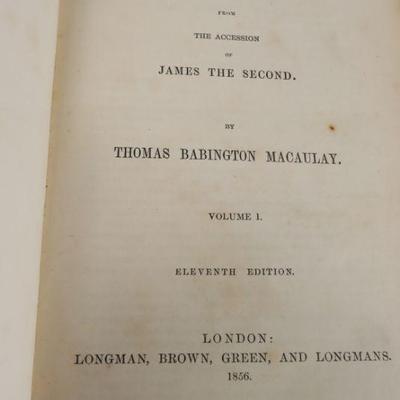 FROM
THE ACCESSION
OF
JAMES THE SECOND.
BY
THOMAS BABINGTON MACAULAY.
VOLUME I.
ELEVENTH EDITION.
LONDON:
LONGMAN, BROWN, GREEN, AND LONGMANS.
1856.